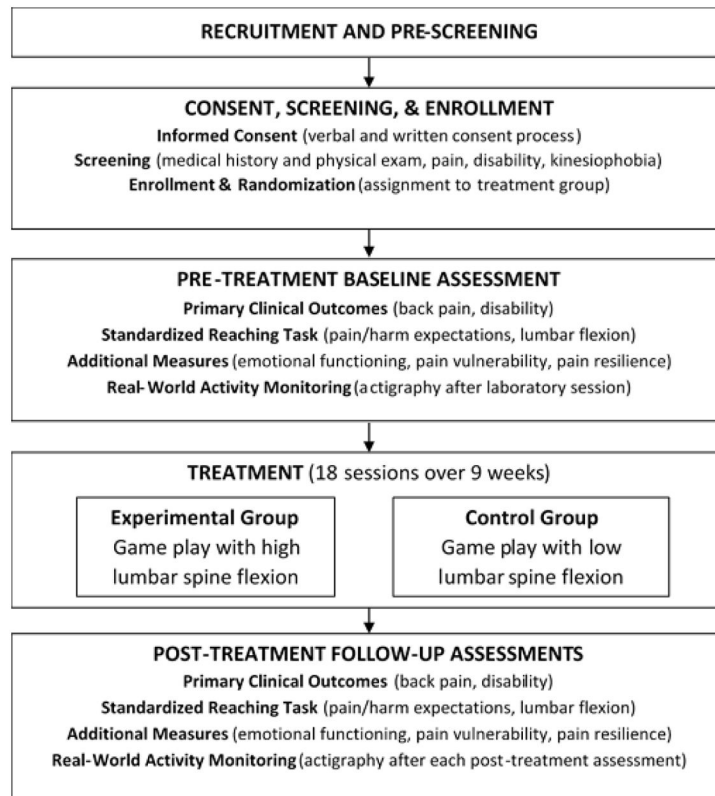 RECRUITMENT AND PRE-SCREENING
CONSENT, SCREENING, & ENROLLMENT
Informed Consent (verbal and written consent process)
Screening (medical history and physical exam, pain, disability, kinesiophobia)
Enrollment & Randomization (assignment to treatment group)
PRE-TREATMENT BASELINE ASSESSMENT
Primary Clinical Outcomes (back pain, disability)
Standardized Reaching Task (pain/harm expectations, lumbar flexion)
Additional Measures (emotional functioning, pain vulnerability, pain resilience)
Real-World Activity Monitoring (actigraphy after laboratory session)
TREATMENT (18 sessions over 9 weeks)
Experimental Group
Game play with high
lumbar spine flexion
Control Group
Game play with low
lumbar spine flexion
POST-TREATMENT FOLLOW-UP ASSESSMENTS
Primary Clinical Outcomes (back pain, disability)
Standardized Reaching Task (pain/harm expectations, lumbar flexion)
Additional Measures (emotional functioning, pain vulnerability, pain resilience)
Real-World Activity Monitoring (actigraphy after each post-treatment assessment)